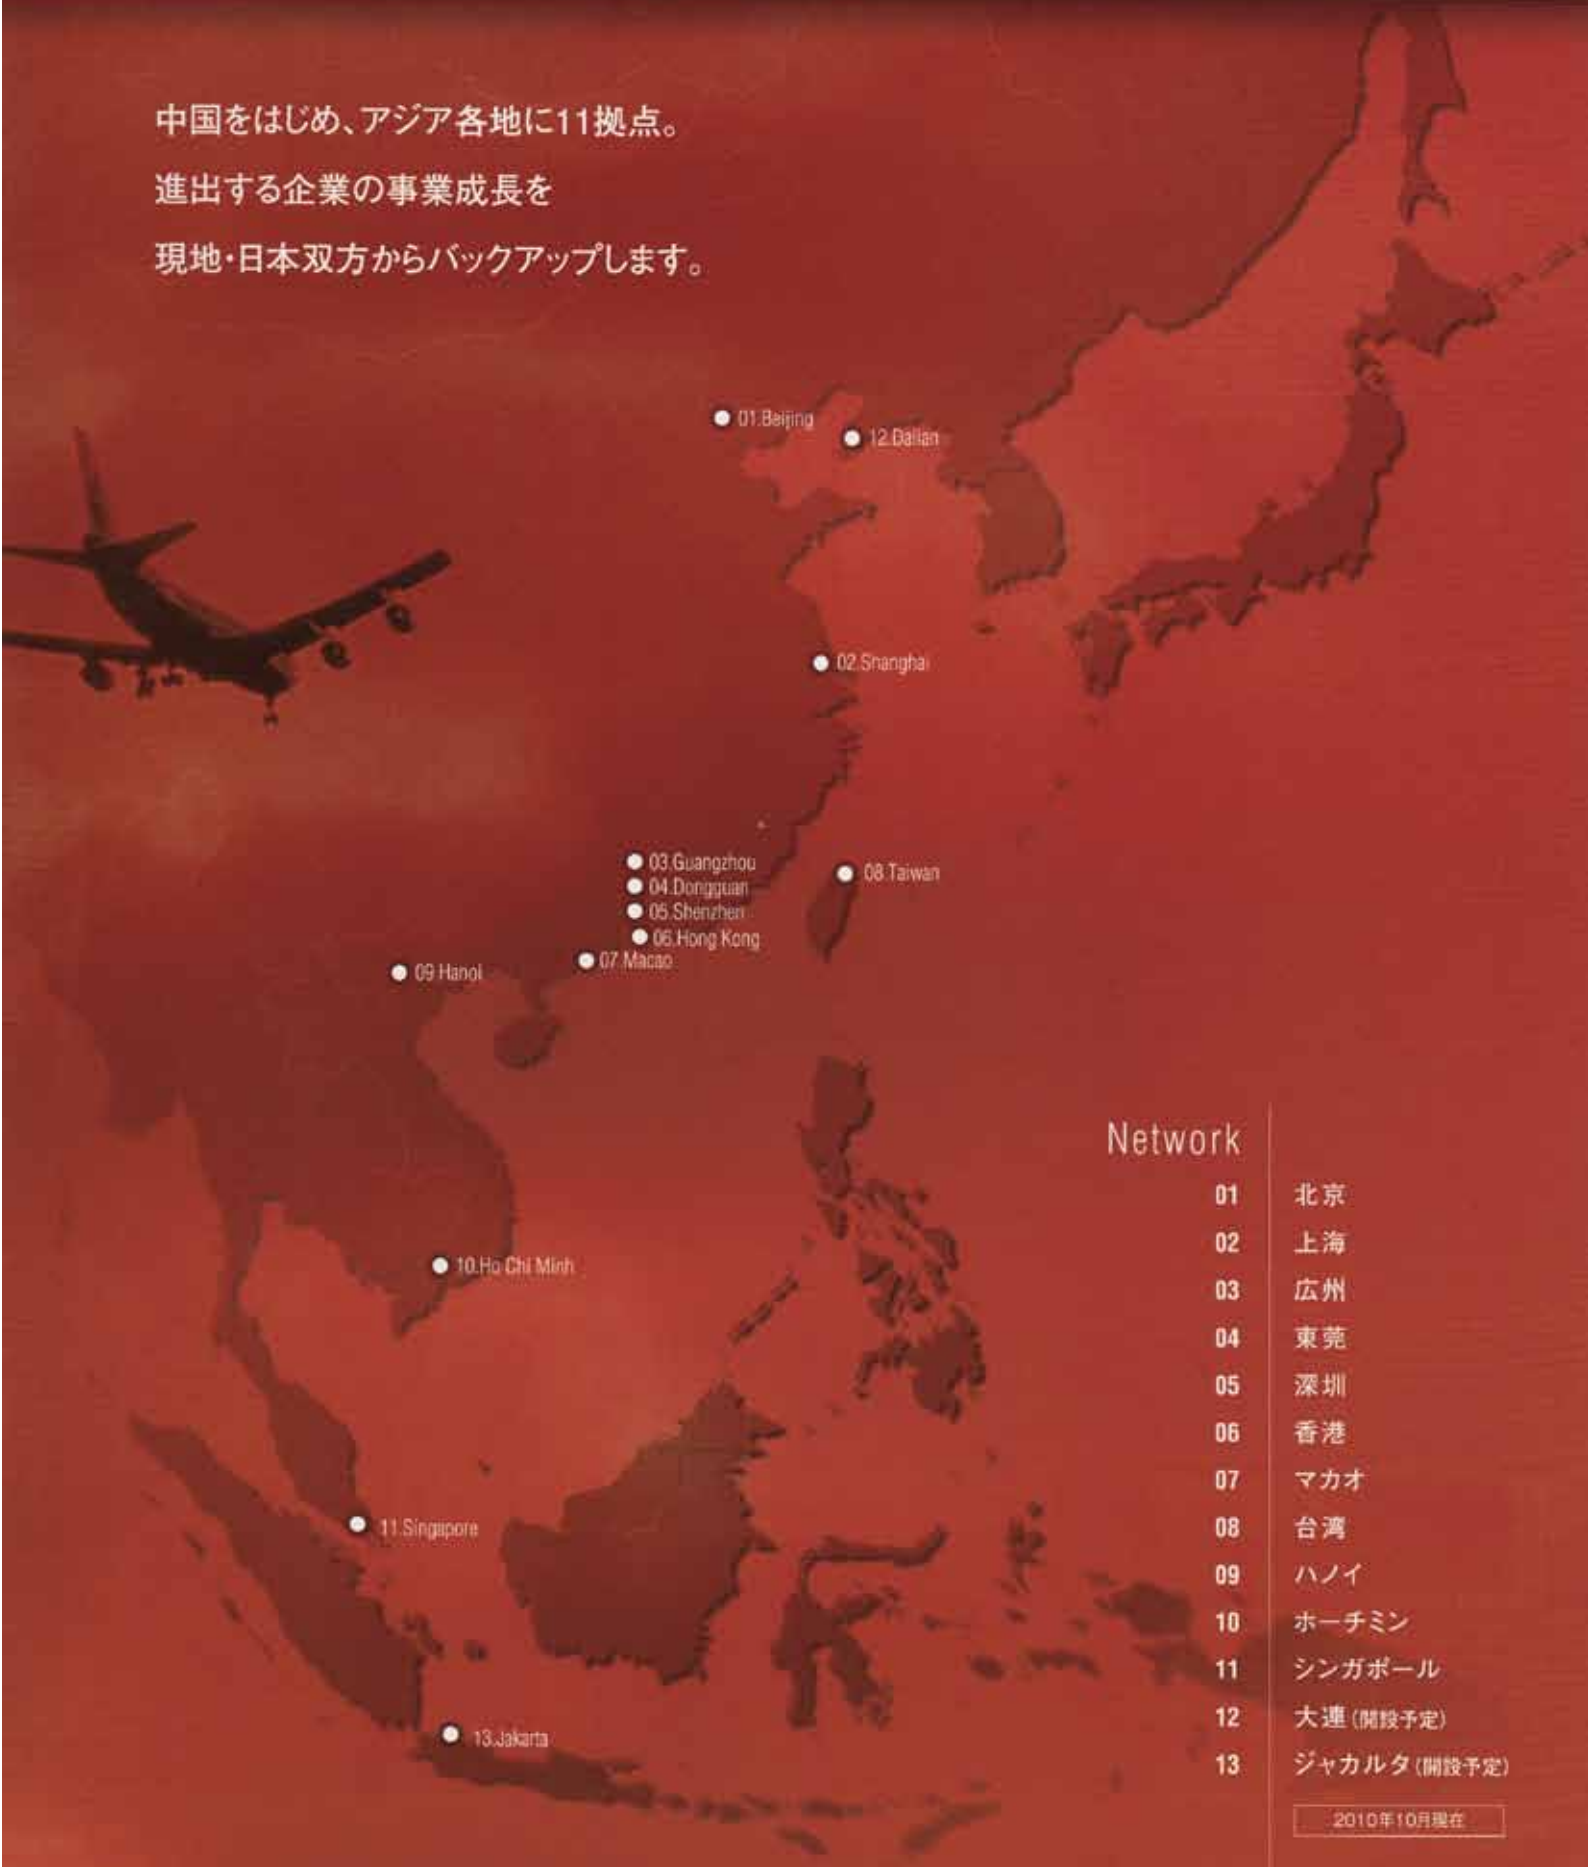 中国をはじめ、アジア各地に11拠点。
進出する企業の事業成長を
現地・日本双方からバックアップします。
01.Beijing
12.Dalian
02.Shanghai
03.Guangzhou
04.Dongguan
05.Shenzhen
06.Hong Kong
07.Macao
08.Taiwan
09.Hanoi
10.Ho Chi Minh
11.Singapore
13.Jakarta
Network
01 北京
02 上海
03 広州
04 東莞
05 深圳
06 香港
07 マカオ
08 台湾
09 ハノイ
10 ホーチミン
11 シンガポール
12 大連(開設予定)
13 ジャカルタ(開設予定)
2010年10月現在